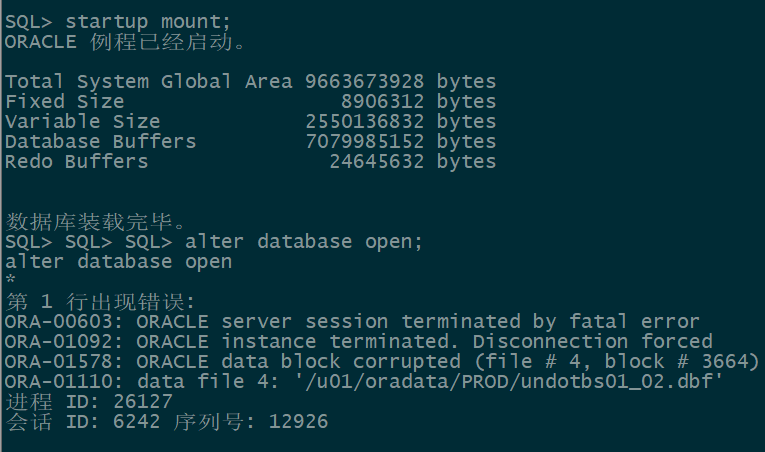 SQL> startup mount;
ORACLE 例程已经启动。
Total System Global Area 9663673928 bytes
Fixed Size 8906312 bytes
Variable Size 2550136832 bytes
Database Buffers 7079985152 bytes
Redo Buffers 24645632 bytes
数据库装载完毕。
SQL> SQL> SQL> alter database open;
alter database open
*
第 1 行出现错误:
ORA-00603: ORACLE server session terminated by fatal error
ORA-01092: ORACLE instance terminated. Disconnection forced
ORA-01578: ORACLE data block corrupted (file # 4, block # 3664)
ORA-01110: data file 4: '/u01/oradata/PROD/undotbs01_02.dbf'
进程 ID: 26127
会话 ID: 6242 序列号: 12926